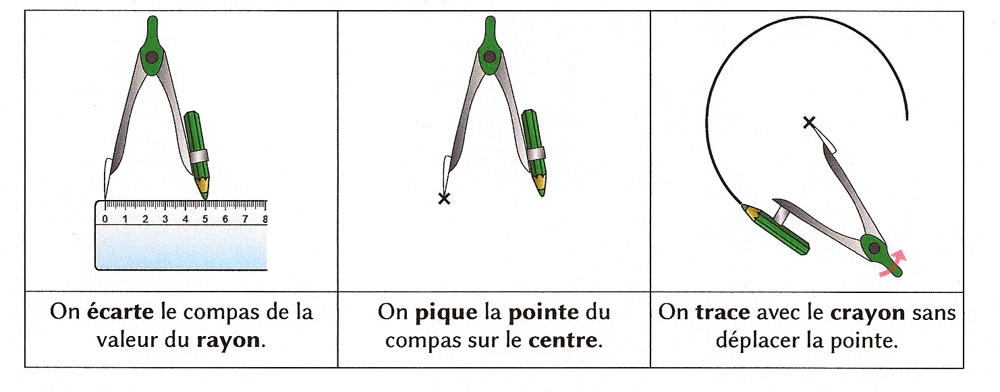 0 1 2 3 4 5 6 7 8
On écarte le compas de la
valeur du rayon.
On pique la pointe du
compas sur le centre.
On trace avec le crayon sans
déplacer la pointe.